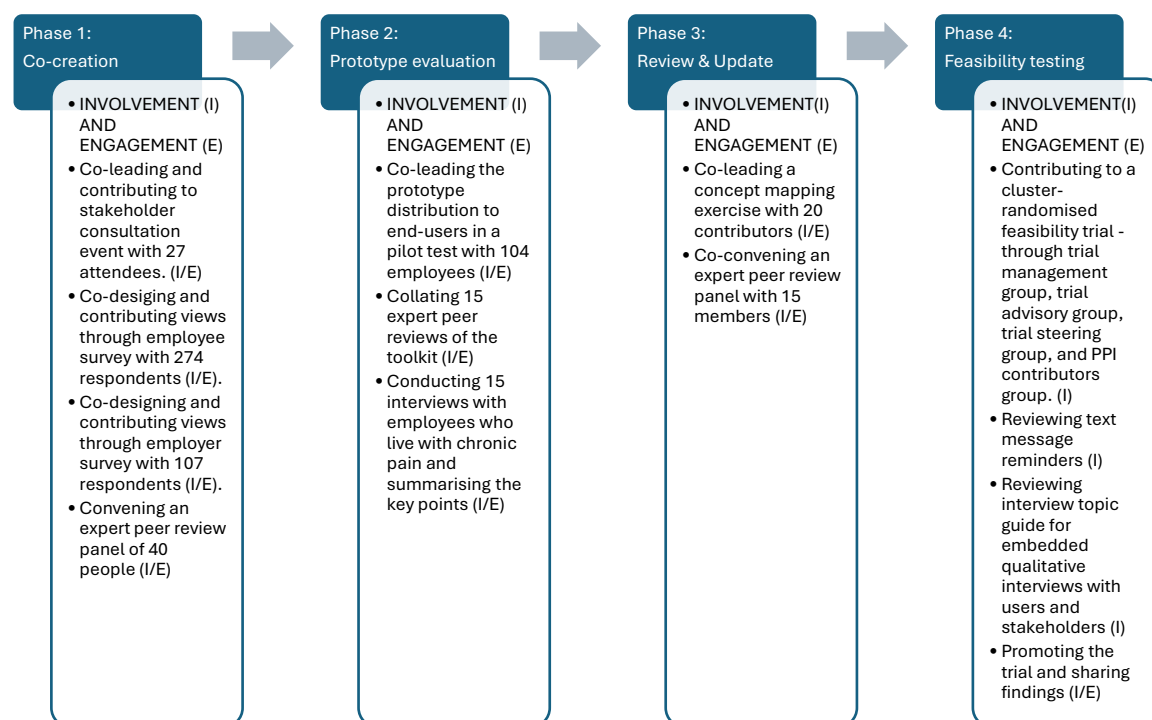 Phase 1:
Co-creation
• INVOLVEMENT (I)
AND
ENGAGEMENT (E)
• Co-leading and
contributing to
stakeholder
consultation
event with 27
attendees. (I/E)
• Co-desiging and
contributing views
through employee
survey with 274
respondents (I/E).
• Co-designing and
contributing views
through employer
survey with 107
respondents (I/E).
• Convening an
expert peer review
panel of 40
people (I/E)
Phase 2:
Prototype evaluation
• INVOLVEMENT (I)
AND
ENGAGEMENT (E)
• Co-leading the
prototype
distribution to
end-users in a
pilot test with 104
employees (I/E)
• Collating 15
expert peer
reviews of the
toolkit (I/E)
• Conducting 15
interviews with
employees who
live with chronic
pain and
summarising the
key points (I/E)
Phase 3:
Review & Update
• INVOLVEMENT(I)
AND
ENGAGEMENT (E)
• Co-leading a
concept mapping
exercise with 20
contributors (I/E)
• Co-convening an
expert peer review
panel with 15
members (I/E)
Phase 4:
Feasibility testing
• INVOLVEMENT(I)
AND
ENGAGEMENT (E)
• Contributing to a
cluster-
randomised
feasibility trial -
through trial
management
group, trial
advisory group,
trial steering
group, and PPI
contributors
group. (I)
• Reviewing text
message
reminders (I)
• Reviewing
interview topic
guide for
embedded
qualitative
interviews with
users and
stakeholders (I)
• Promoting the
trial and sharing
findings (I/E)